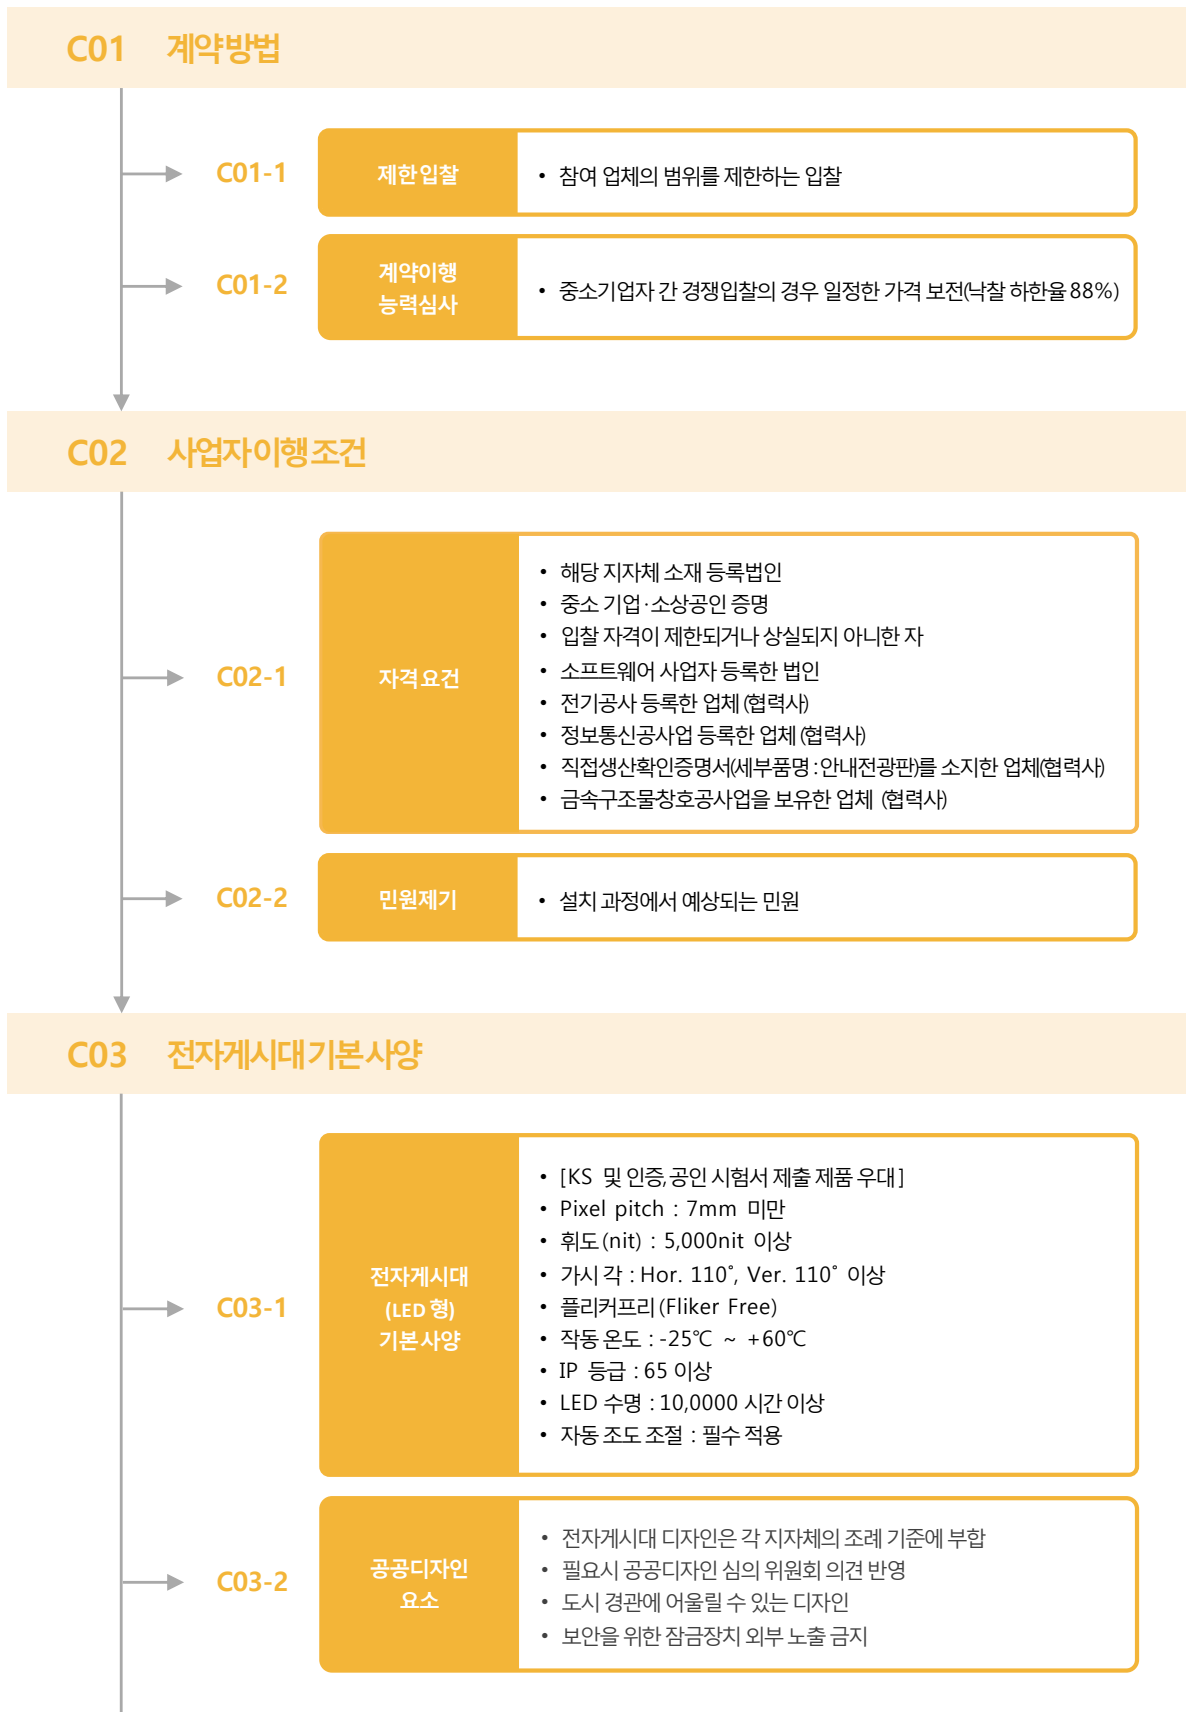 C01 계약 방법
C01-1 제한 입찰 • 참여 업체의 범위를 제한하는 입찰
C01-2 계약이행
능력심사
• 중소기업자 간 경쟁입찰의 경우 일정한 가격 보전(낙찰 하한율 88%)
C02 사업자 이행 조건
C02-1 자격 요건
• 해당 지자체 소재 등록법인
• 중소 기업·소상공인 증명
• 입찰 자격이 제한되거나 상실되지 아니한 자
• 소프트웨어 사업자 등록한 법인
• 전기공사 등록한 업체 (협력사)
• 정보통신공사업 등록한 업체 (협력사)
• 직접생산확인증명서(세부품명 : 안내전광판)를 소지한 업체(협력사)
• 금속구조물창호공사업을 보유한 업체 (협력사)
C02-2 민원제기 • 설치 과정에서 예상되는 민원
C03 전자게시대 기본 사양
C03-1 전자게시대
(LED 형)
기본 사양
• [KS 및 인증,공인 시험서 제출 제품 우대]
• Pixel pitch : 7mm 미만
• 휘도(nit) : 5,000nit 이상
• 가시 각 : Hor. 110˚, Ver. 110˚ 이상
• 플리커프리(Fliker Free)
• 작동 온도 : -25℃ ~ +60℃
• IP 등급 : 65 이상
• LED 수명 : 10,0000 시간 이상
• 자동 조도 조절 : 필수 적용
C03-2 공공디자인
요소
• 전자게시대 디자인은 각 지자체의 조례 기준에 부합
• 필요시 공공디자인 심의 위원회 의견 반영
• 도시 경관에 어울릴 수 있는 디자인
• 보안을 위한 잠금장치 외부 노출 금지